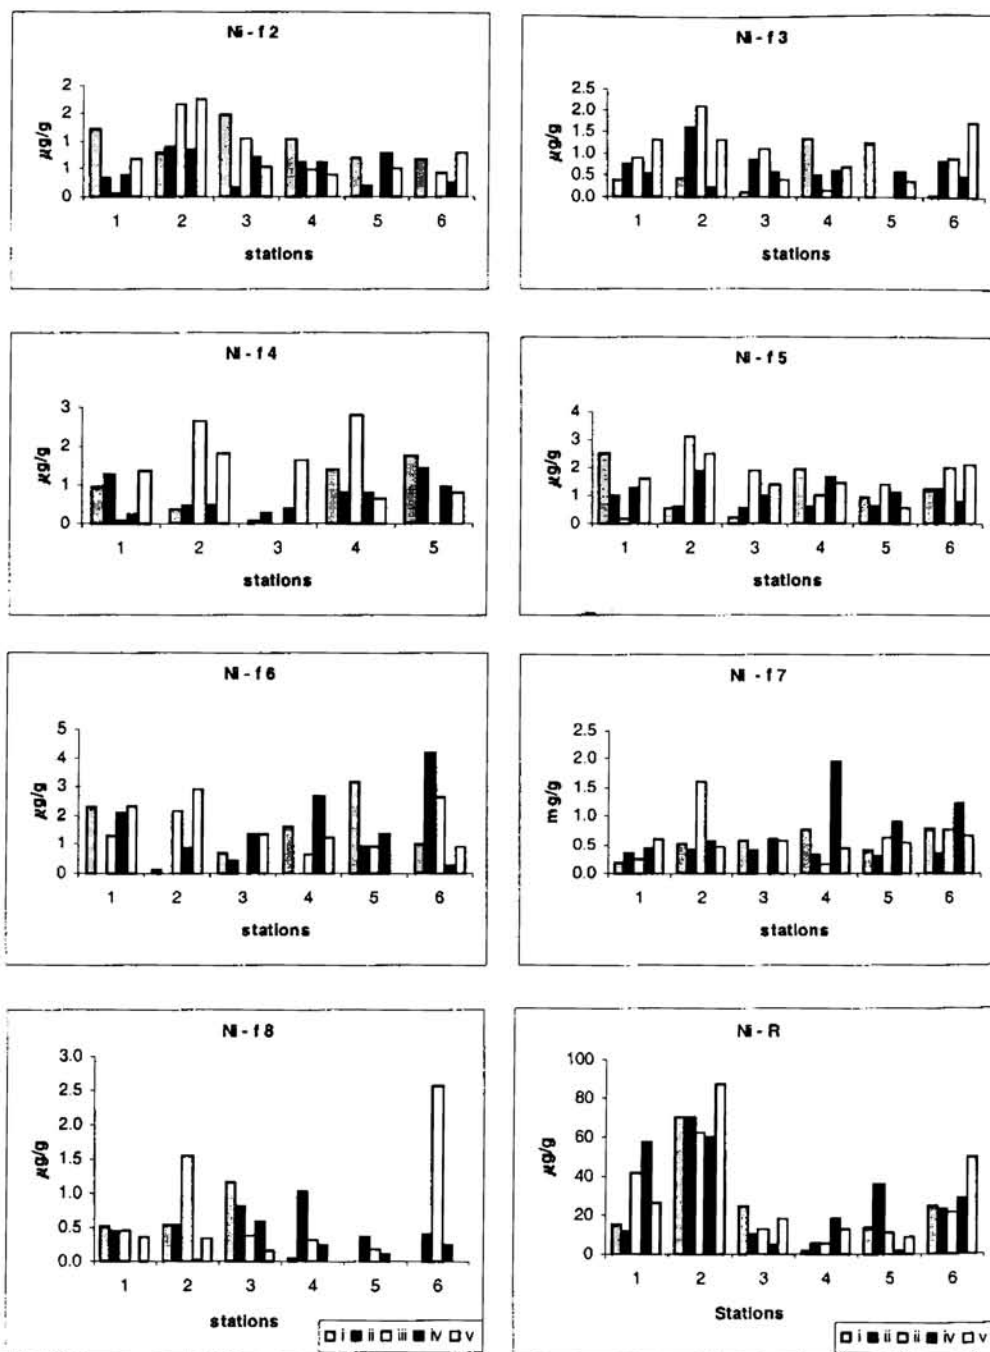 Ni - f 2
2
2
1
1
0
µg/g
1 2 3 4 5 6
stations
Ni - f 3
2.5
2.0
1.5
1.0
0.5
0.0
µg/g
1 2 3 4 5 6
stations
Ni - f 4
3
2
1
0
µg/g
1 2 3 4 5
stations
Ni - f 5
4
3
2
1
0
µg/g
1 2 3 4 5 6
stations
Ni - f 6
5
4
3
2
1
0
µg/g
1 2 3 4 5 6
stations
Ni - f 7
2.5
2.0
1.5
1.0
0.5
0.0
mg/g
1 2 3 4 5 6
stations
Ni - f 8
3.0
2.5
2.0
1.5
1.0
0.5
0.0
µg/g
1 2 3 4 5 6
stations
i ii iii iv v
Ni - R
100
80
60
40
20
0
µg/g
1 2 3 4 5 6
Stations
i ii ii iv v